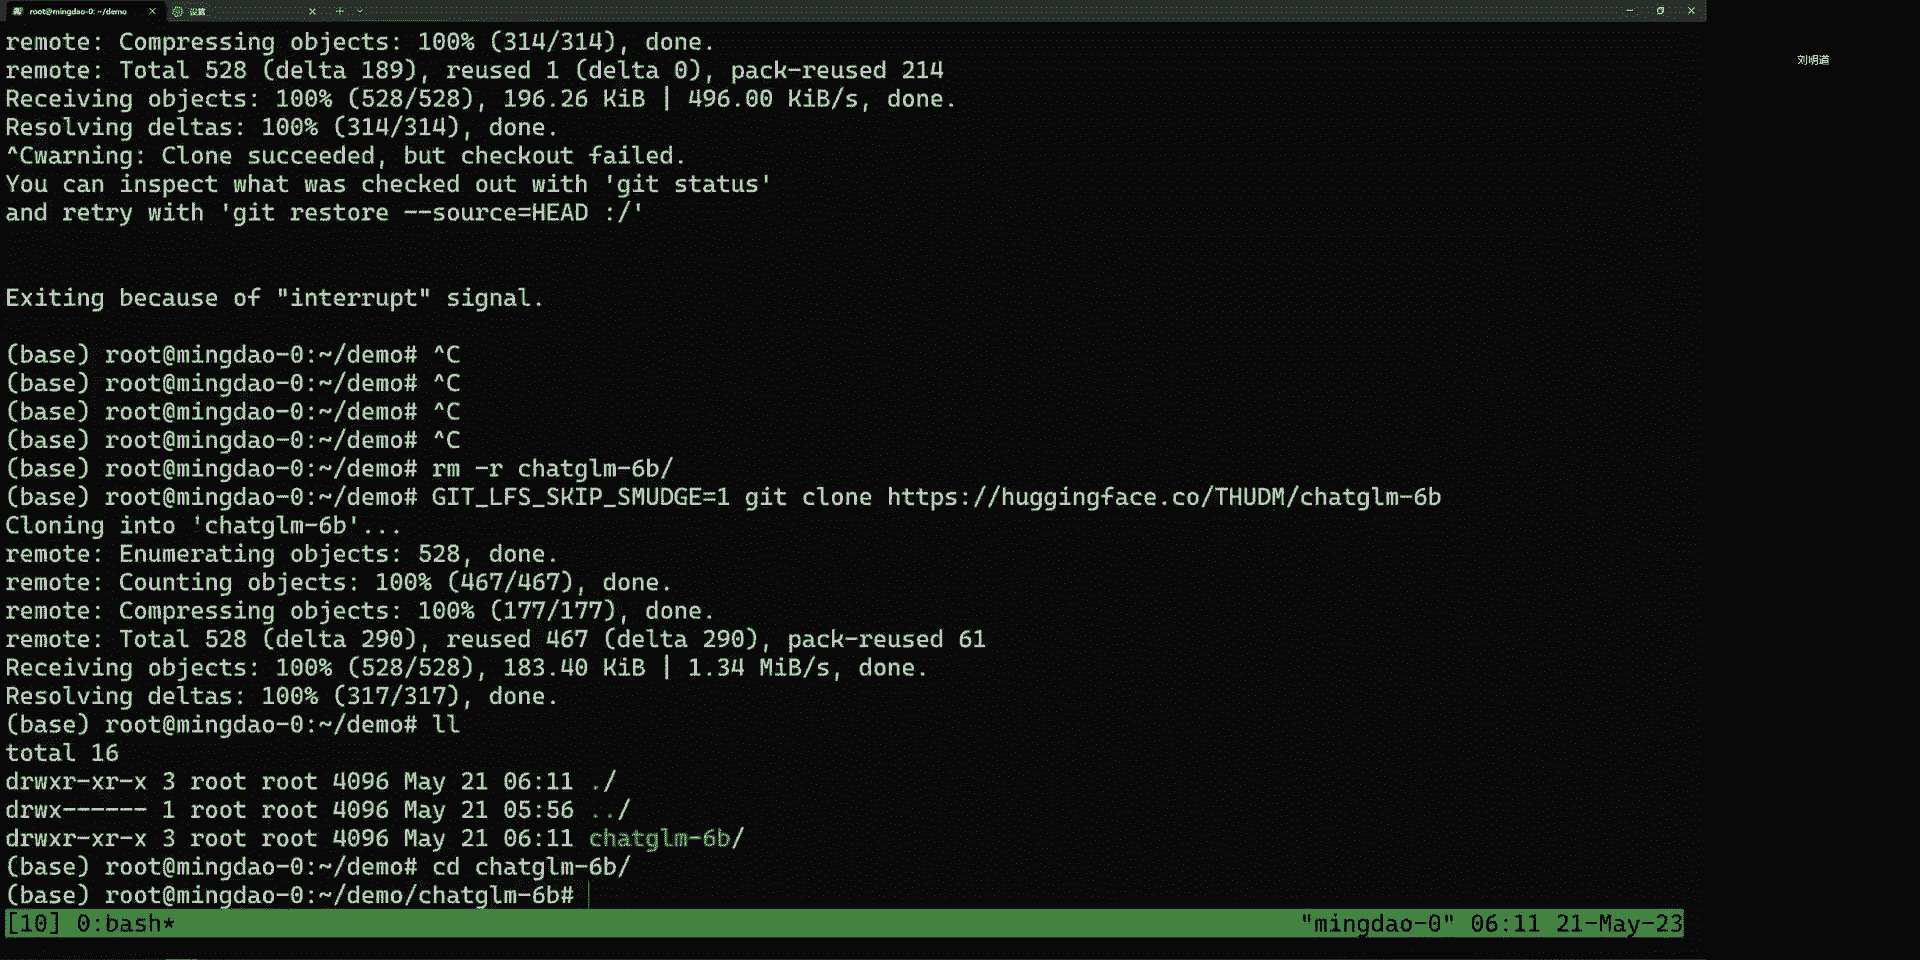 root@mingdao-0: ~/demo
设置
刘明道
remote: Compressing objects: 100% (314/314), done.
remote: Total 528 (delta 189), reused 1 (delta 0), pack-reused 214
Receiving objects: 100% (528/528), 196.26 KiB | 496.00 KiB/s, done.
Resolving deltas: 100% (314/314), done.
^Cwarning: Clone succeeded, but checkout failed.
You can inspect what was checked out with 'git status'
and retry with 'git restore --source=HEAD :/'
Exiting because of "interrupt" signal.
(base) root@mingdao-0:~/demo# ^C
(base) root@mingdao-0:~/demo# ^C
(base) root@mingdao-0:~/demo# ^C
(base) root@mingdao-0:~/demo# ^C
(base) root@mingdao-0:~/demo# rm -r chatglm-6b/
(base) root@mingdao-0:~/demo# GIT_LFS_SKIP_SMUDGE=1 git clone https://huggingface.co/THUDM/chatglm-6b
Cloning into 'chatglm-6b'...
remote: Enumerating objects: 528, done.
remote: Counting objects: 100% (467/467), done.
remote: Compressing objects: 100% (177/177), done.
remote: Total 528 (delta 290), reused 467 (delta 290), pack-reused 61
Receiving objects: 100% (528/528), 183.40 KiB | 1.34 MiB/s, done.
Resolving deltas: 100% (317/317), done.
(base) root@mingdao-0:~/demo# ll
total 16
drwxr-xr-x 3 root root 4096 May 21 06:11 ./
drwx------ 1 root root 4096 May 21 05:56 ../
drwxr-xr-x 3 root root 4096 May 21 06:11 chatglm-6b/
(base) root@mingdao-0:~/demo# cd chatglm-6b/
(base) root@mingdao-0:~/demo/chatglm-6b#
[10] 0:bash* "mingdao-0" 06:11 21-May-23